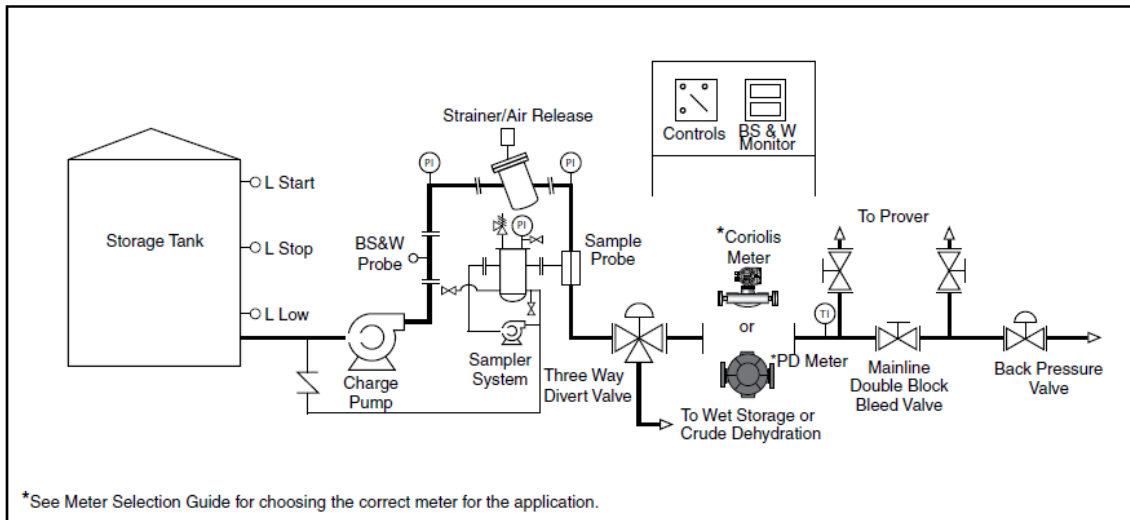 Strainer/Air Release
Controls
BS & W
Monitor
PI
PI
L Start
Storage Tank
L Stop
BS&W
Probe
PI
Sample
Probe
*Coriolis
Meter
To Prover
L Low
or
TI
Charge
Pump
Sampler
System
Three Way
Divert Valve
*PD Meter
Mainline
Double Block
Bleed Valve
Back Pressure
Valve
To Wet Storage or
Crude Dehydration
*See Meter Selection Guide for choosing the correct meter for the application.